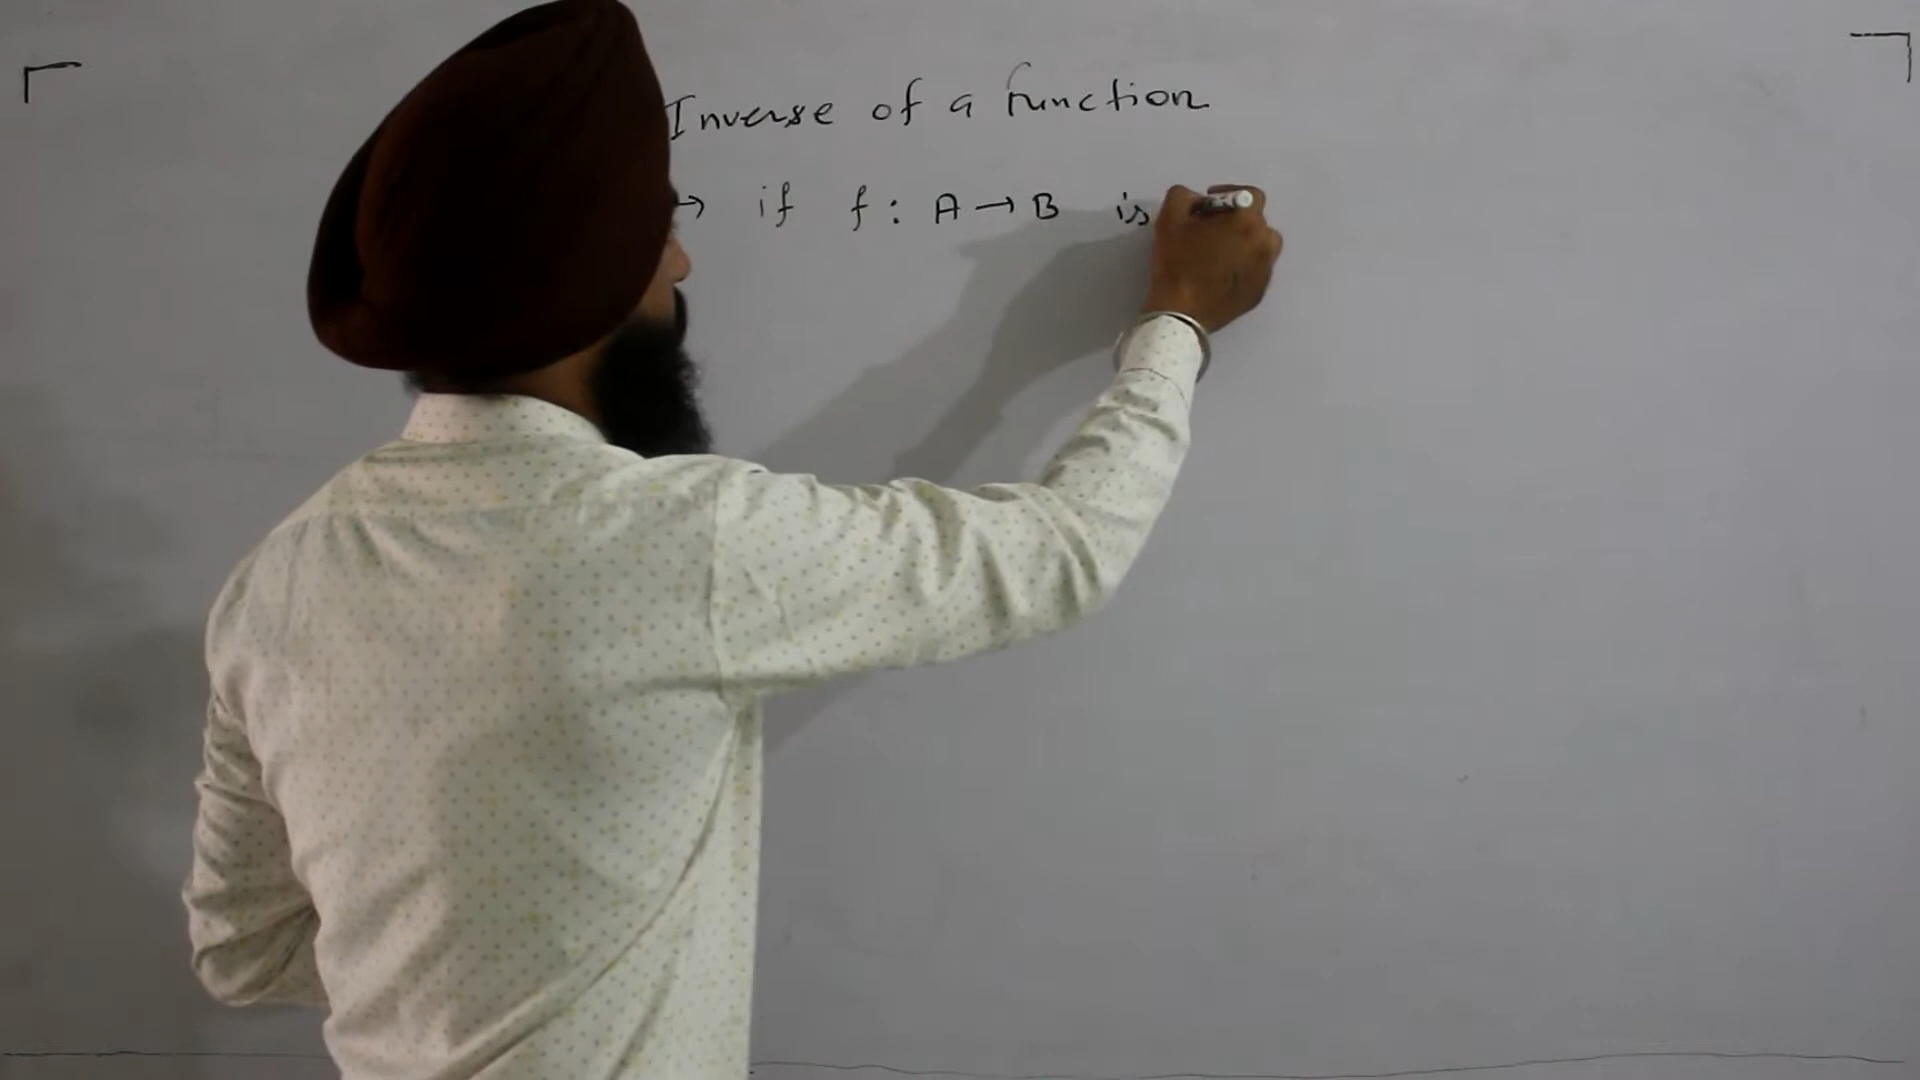 Inverse of a function
→ if f : A → B is